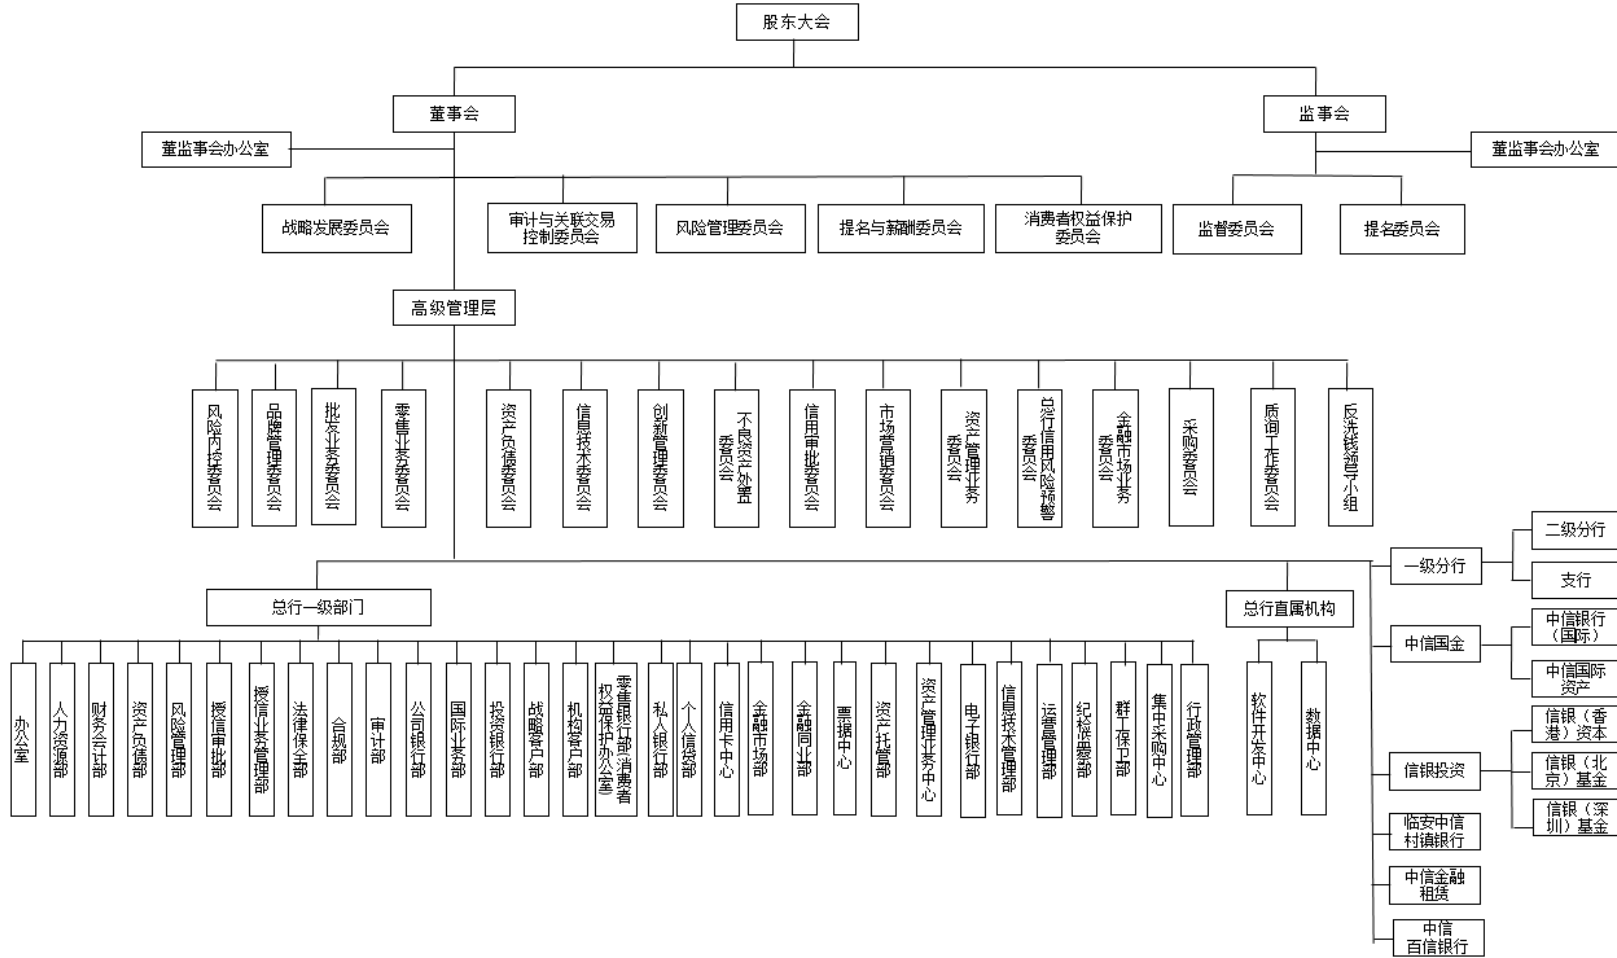 股东大会
董事会
监事会
董监事会办公室
董监事会办公室
战略发展委员会
审计与关联交易
控制委员会
风险管理委员会
提名与薪酬委员会
消费者权益保护
委员会
监督委员会
提名委员会
高级管理层
风险内控委员会
品牌管理委员会
批发业务委员会
零售业务委员会
资产负债委员会
信息技术委员会
创新管理委员会
不良资产处置
委员会
信用审批委员会
市场营销委员会
资产管理业务
委员会
总行信用风险预警
委员会
金融市场业务
委员会
采购委员会
质询工作委员会
反洗钱领导小组
总行一级部门
总行直属机构
办公室
人力资源部
财务会计部
资产负债部
风险管理部
授信审批部
授信业务管理部
法律保全部
合规部
审计部
公司银行部
国际业务部
投资银行部
战略客户部
机构客户部
零售银行部(消费者
权益保护办公室)
私人银行部
个人信贷部
信用卡中心
金融市场部
金融同业部
票据中心
资产托管部
资产管理业务中心
电子银行部
信息技术管理部
运营管理部
纪检监察部
群工保卫部
集中采购中心
行政管理部
软件开发中心
数据中心
一级分行
二级分行
支行
中信国金
中信银行
（国际）
中信国际
资产
信银投资
信银（香
港）资本
信银（北
京）基金
信银（深
圳）基金
临安中信
村镇银行
中信金融
租赁
中信
百信银行